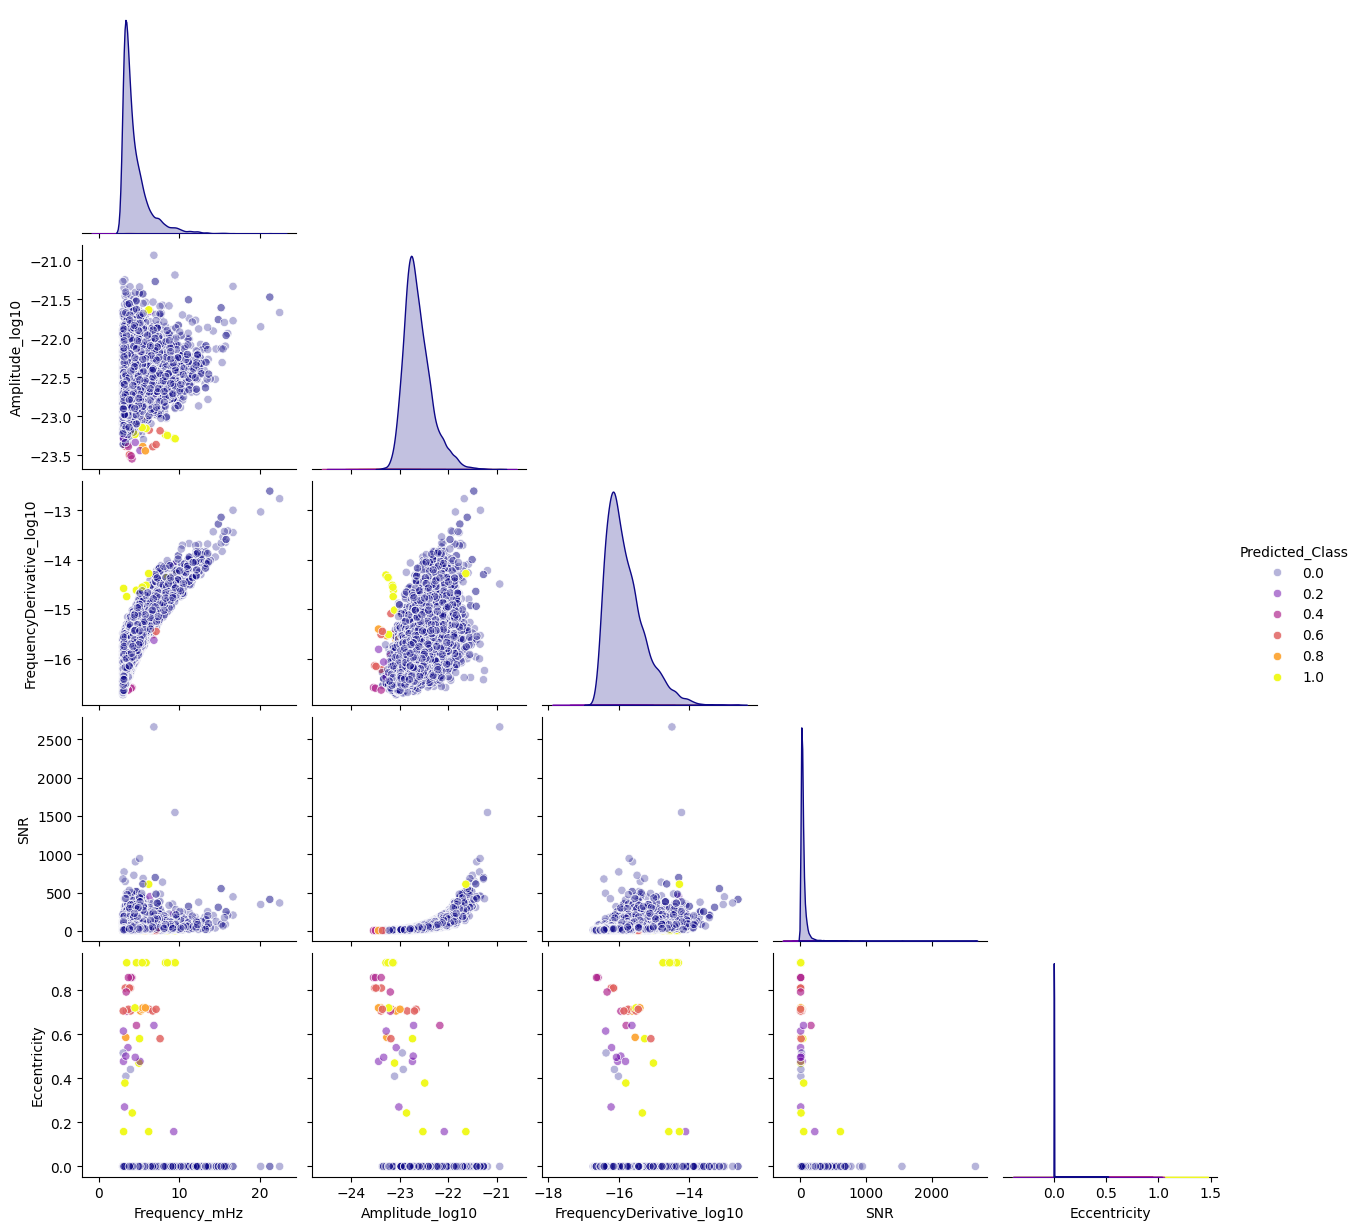 Amplitude_log10
−21.0
−21.5
−22.0
−22.5
−23.0
−23.5
FrequencyDerivative_log10
−13
−14
−15
−16
Predicted_Class
0.0
0.2
0.4
0.6
0.8
1.0
SNR
2500
2000
1500
1000
500
0
Eccentricity
0.8
0.6
0.4
0.2
0.0
0 10 20
−24 −23 −22 −21
−18 −16 −14
0 1000 2000
0.0 0.5 1.0 1.5
Frequency_mHz
Amplitude_log10
FrequencyDerivative_log10
SNR
Eccentricity